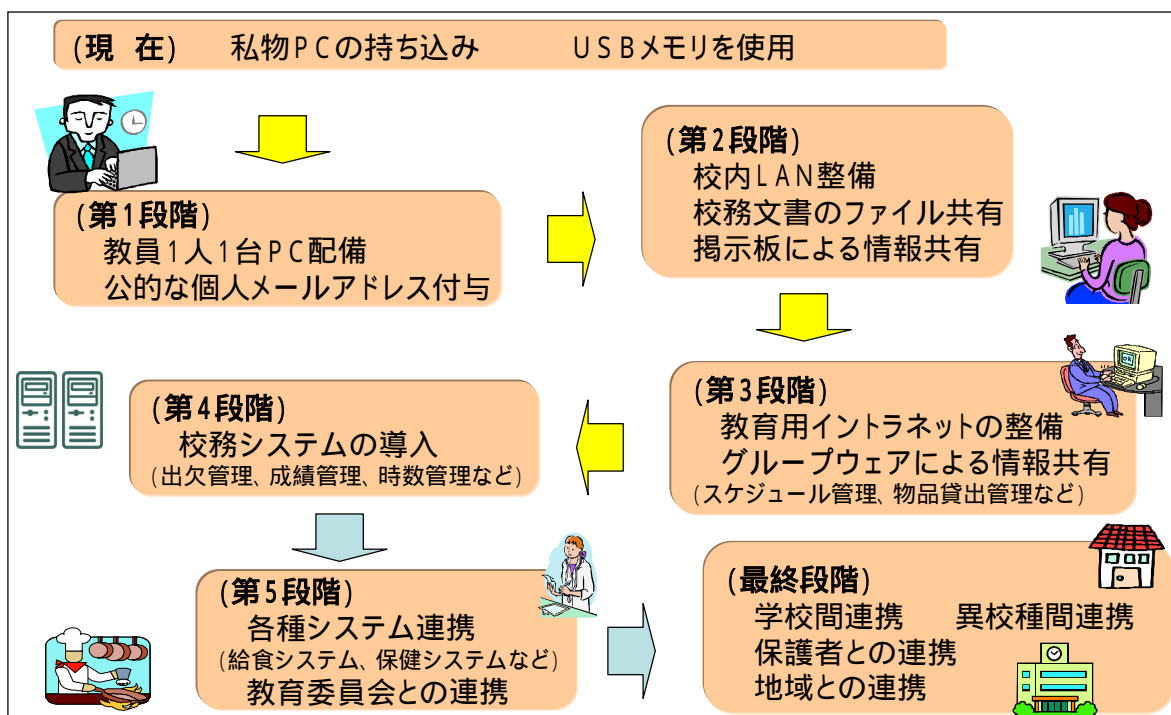 (現 在) 私物PCの持ち込み USBメモリを使用
(第1段階)
教員1人1台PC配備
公的な個人メールアドレス付与
(第2段階)
校内LAN整備
校務文書のファイル共有
掲示板による情報共有
(第3段階)
教育用イントラネットの整備
グループウェアによる情報共有
(スケジュール管理、物品貸出管理など)
(第4段階)
校務システムの導入
(出欠管理、成績管理、時数管理など)
(第5段階)
各種システム連携
(給食システム、保健システムなど)
教育委員会との連携
(最終段階)
学校間連携 異校種間連携
保護者との連携
地域との連携